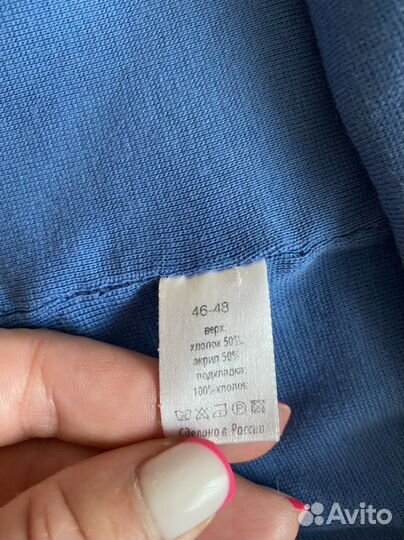 46-48
верх:
хлопок 50%,
акрил 50%
подкладка:
100% хлопок
Сделано в России
Avito